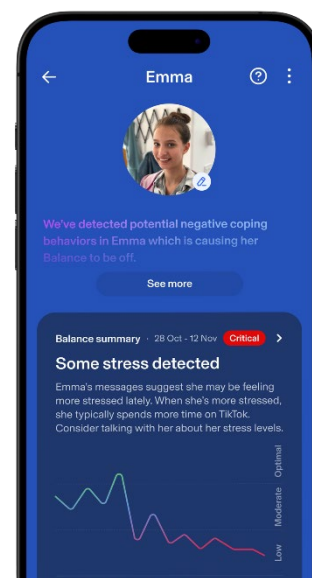 Emma
We've detected potential negative coping
behaviors in Emma which is causing her
Balance to be off.
See more
Balance summary · 28 Oct - 12 Nov Critical
Some stress detected
Emma's messages suggest she may be feeling
more stressed lately. When she's more stressed,
she typically spends more time on TikTok.
Consider talking with her about her stress levels.
Optimal
Moderate
Low